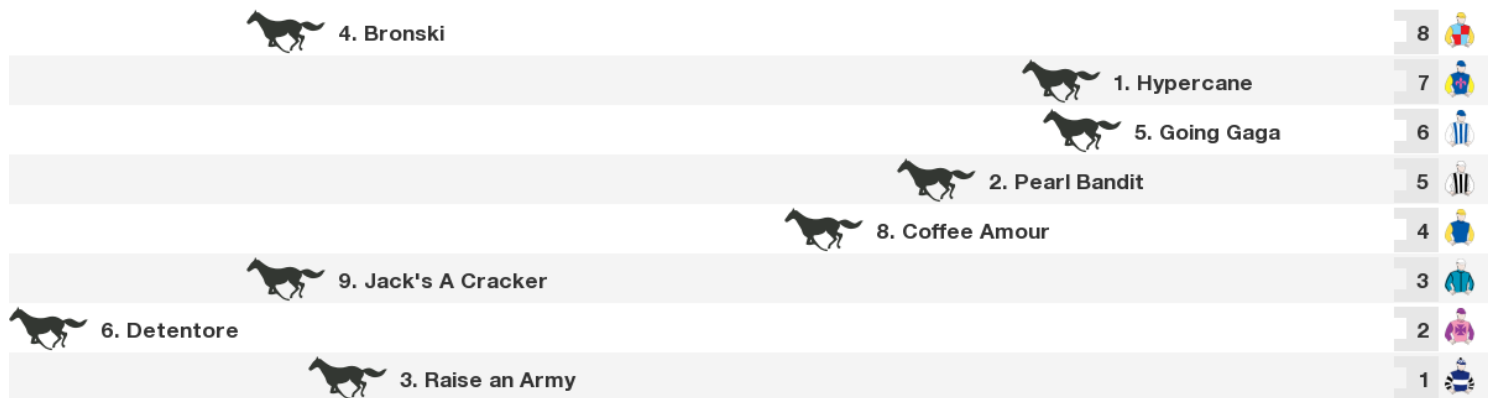 4. Bronski 8
1. Hypercane 7
5. Going Gaga 6
2. Pearl Bandit 5
8. Coffee Amour 4
9. Jack's A Cracker 3
6. Detentore 2
3. Raise an Army 1